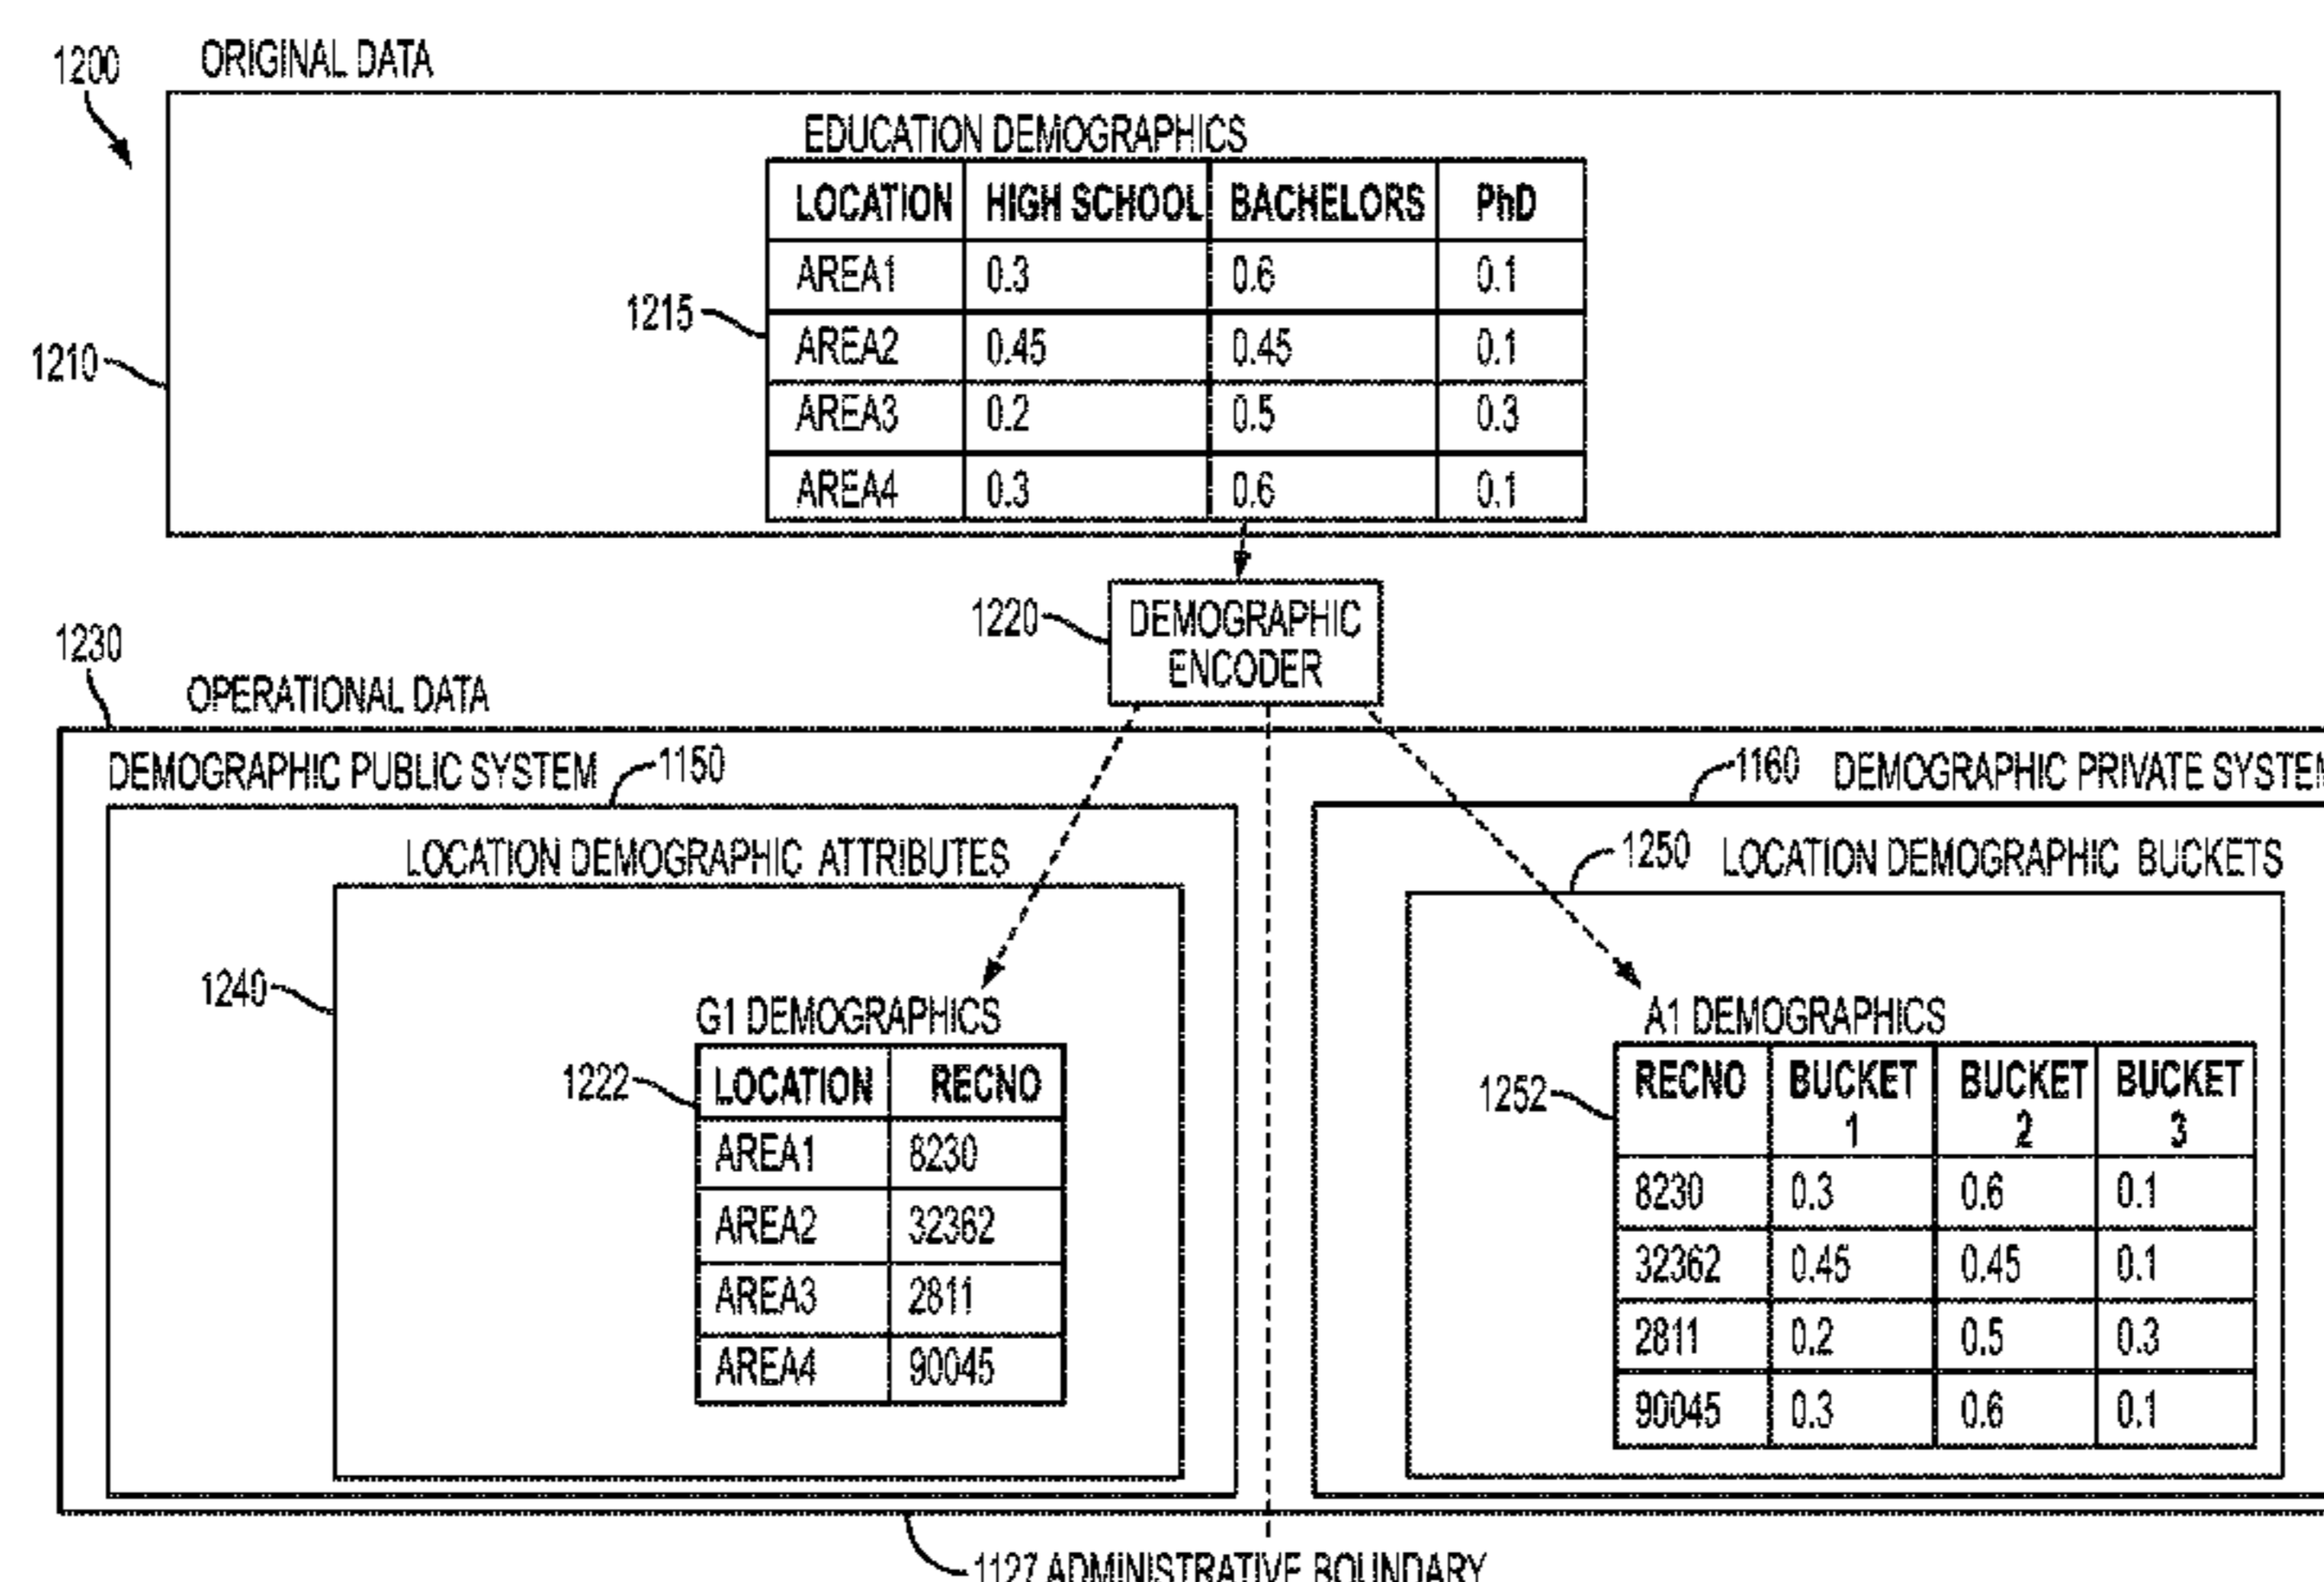 1200
ORIGINAL DATA
EDUCATION DEMOGRAPHICS
LOCATION HIGH SCHOOL BACHELORS PhD
AREA1 0.3 0.6 0.1
1215
AREA2 0.45 0.45 0.1
1210
AREA3 0.2 0.5 0.3
AREA4 0.3 0.6 0.1
1220
DEMOGRAPHIC
ENCODER
1230
OPERATIONAL DATA
DEMOGRAPHIC PUBLIC SYSTEM 1150
1160 DEMOGRAPHIC PRIVATE SYSTEM
LOCATION DEMOGRAPHIC ATTRIBUTES
1250 LOCATION DEMOGRAPHIC BUCKETS
1240
G1 DEMOGRAPHICS
1222
LOCATION RECNO
AREA1 8230
AREA2 32362
AREA3 2811
AREA4 90045
A1 DEMOGRAPHICS
1252
RECNO BUCKET 1 BUCKET 2 BUCKET 3
8230 0.3 0.6 0.1
32362 0.45 0.45 0.1
2811 0.2 0.5 0.3
90045 0.3 0.6 0.1
1127 ADMINISTRATIVE BOUNDARY